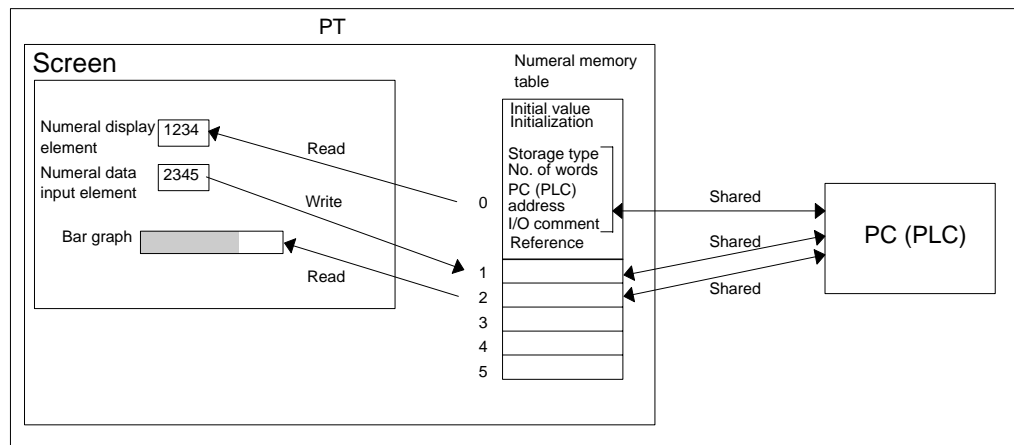 PT
Screen
Numeral memory
table
Initial value
Initialization
Numeral display
element
1234
Read
Storage type
No. of words
Numeral data
input element
2345
Write
0
PC (PLC)
address
I/O comment
Reference
Shared
Shared
Shared
PC (PLC)
Bar graph
Read
1
2
3
4
5